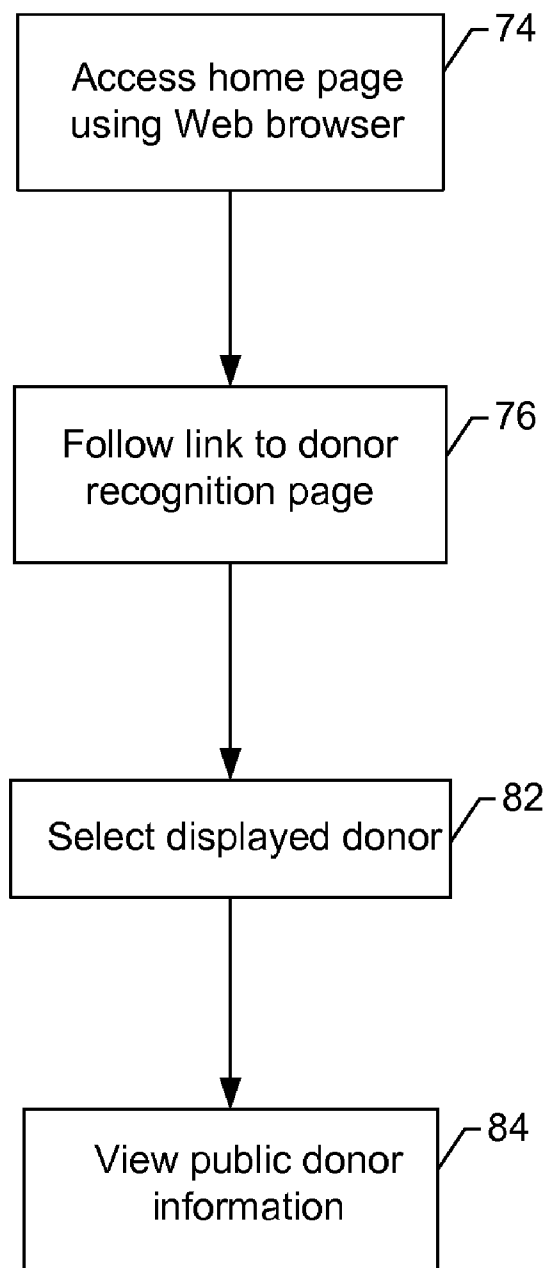 74
Access home page
using Web browser
76
Follow link to donor
recognition page
82
Select displayed donor
84
View public donor
information